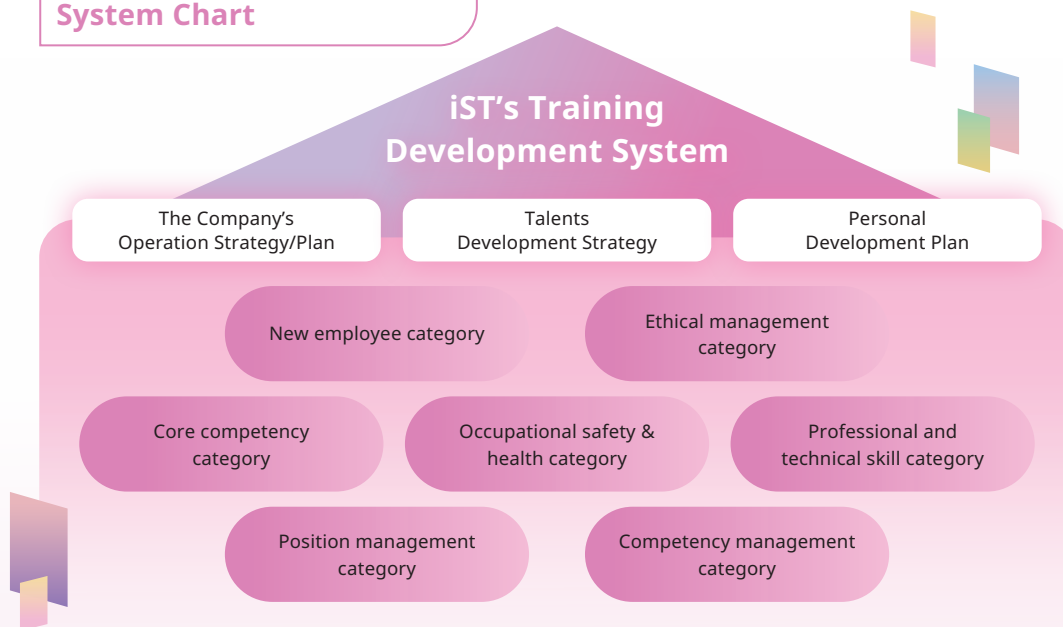 System Chart
iST’s Training
Development System
The Company’s
Operation Strategy/Plan
Talents
Development Strategy
Personal
Development Plan
New employee category
Ethical management
category
Core competency
category
Occupational safety &
health category
Professional and
technical skill category
Position management
category
Competency management
category